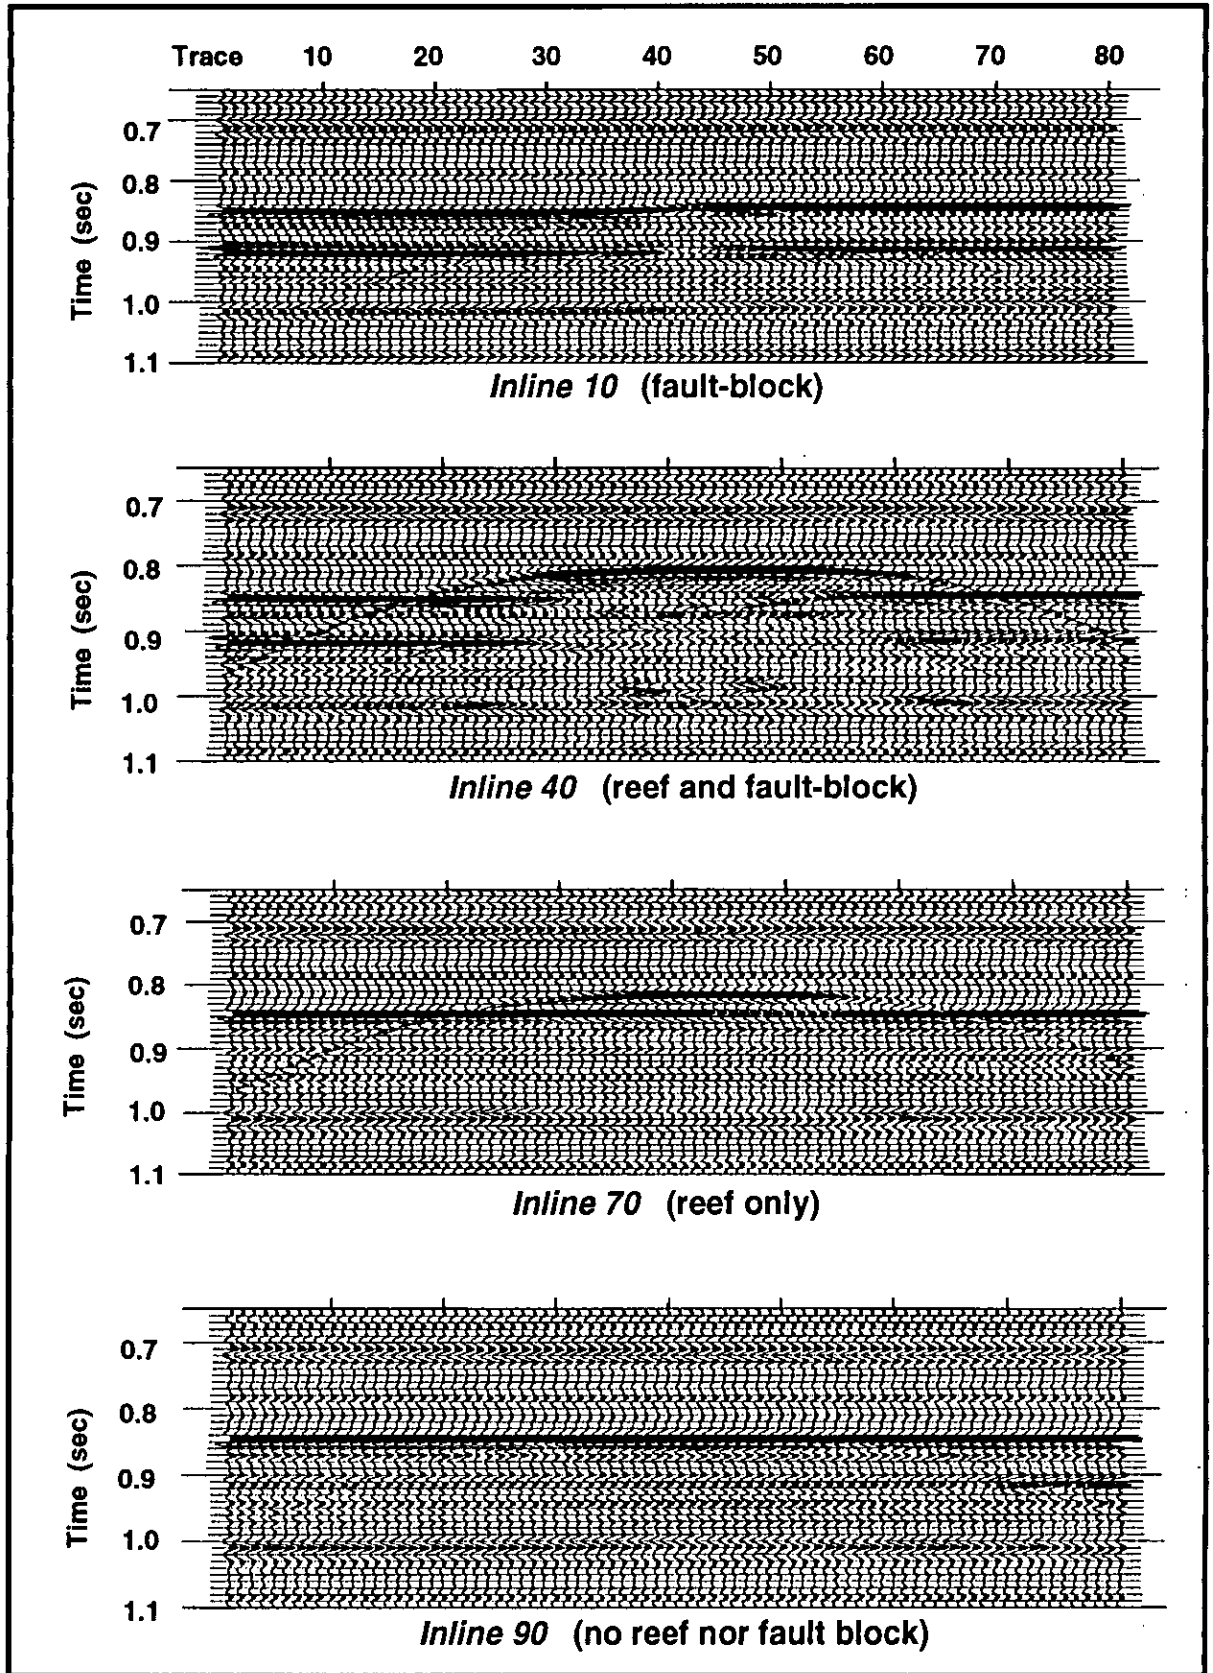 Trace 10 20 30 40 50 60 70 80
0.7
0.8
0.9
1.0
1.1
Time (sec)
Inline 10 (fault-block)
0.7
0.8
0.9
1.0
1.1
Time (sec)
Inline 40 (reef and fault-block)
0.7
0.8
0.9
1.0
1.1
Time (sec)
Inline 70 (reef only)
0.7
0.8
0.9
1.0
1.1
Time (sec)
Inline 90 (no reef nor fault block)